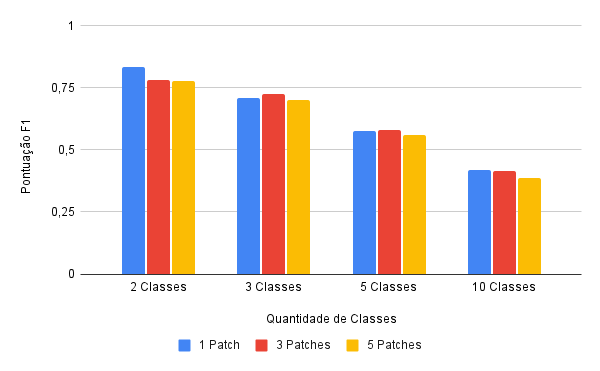 1
0,75
0,5
0,25
0
Pontuação F1
2 Classes
3 Classes
5 Classes
10 Classes
Quantidade de Classes
1 Patch
3 Patches
5 Patches